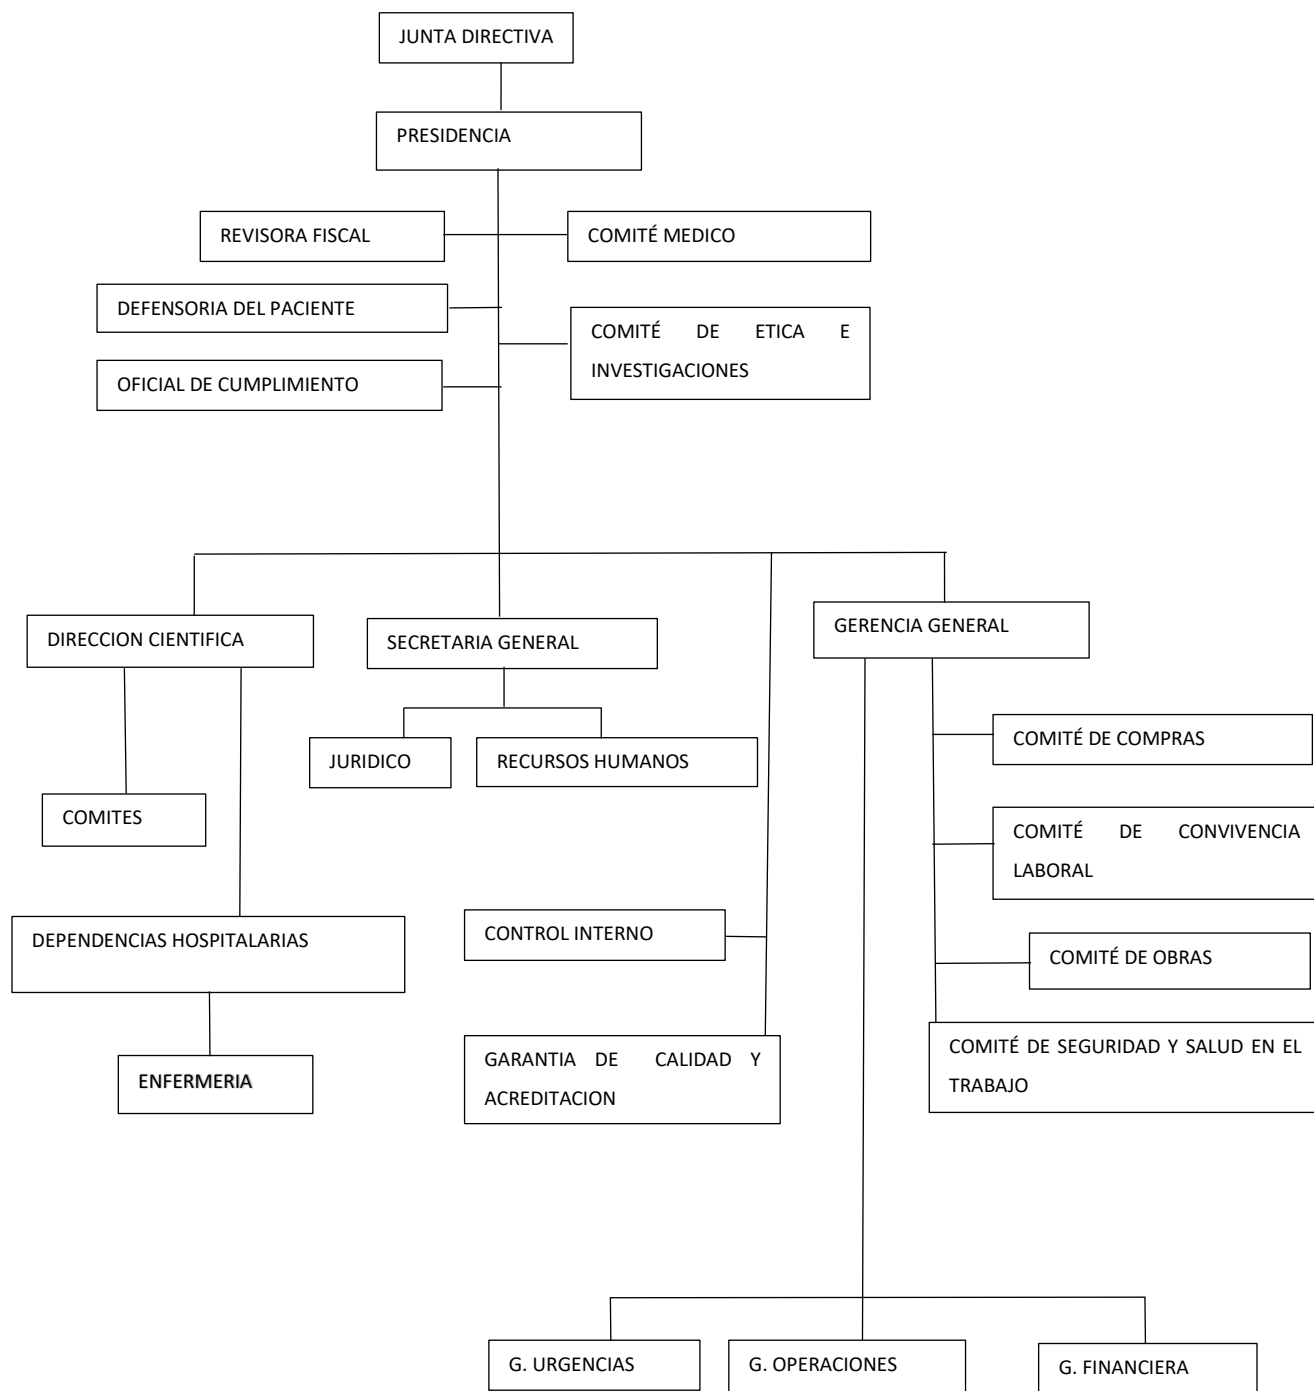 JUNTA DIRECTIVA
PRESIDENCIA
REVISORA FISCAL
COMITÉ MEDICO
DEFENSORIA DEL PACIENTE
COMITÉ DE ETICA E
INVESTIGACIONES
OFICIAL DE CUMPLIMIENTO
DIRECCION CIENTIFICA
SECRETARIA GENERAL
GERENCIA GENERAL
JURIDICO
RECURSOS HUMANOS
COMITÉ DE COMPRAS
COMITES
COMITÉ DE CONVIVENCIA
LABORAL
DEPENDENCIAS HOSPITALARIAS
CONTROL INTERNO
COMITÉ DE OBRAS
ENFERMERIA
GARANTIA DE CALIDAD Y
ACREDITACION
COMITÉ DE SEGURIDAD Y SALUD EN EL
TRABAJO
G. URGENCIAS
G. OPERACIONES
G. FINANCIERA